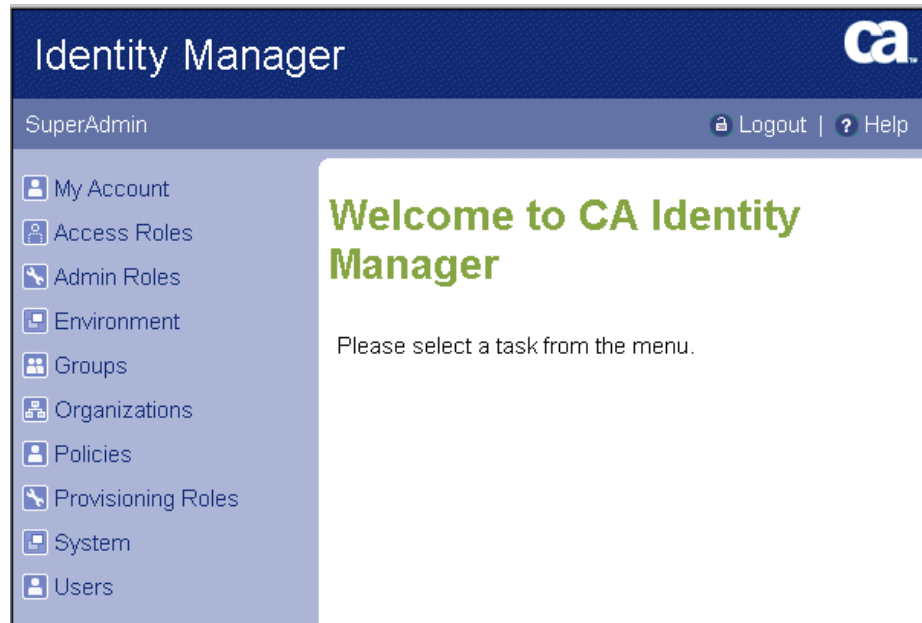 Identity Manager
ca
SuperAdmin
Logout | ? Help
My Account
Access Roles
Admin Roles
Environment
Groups
Organizations
Policies
Provisioning Roles
System
Users
Welcome to CA Identity
Manager
Please select a task from the menu.